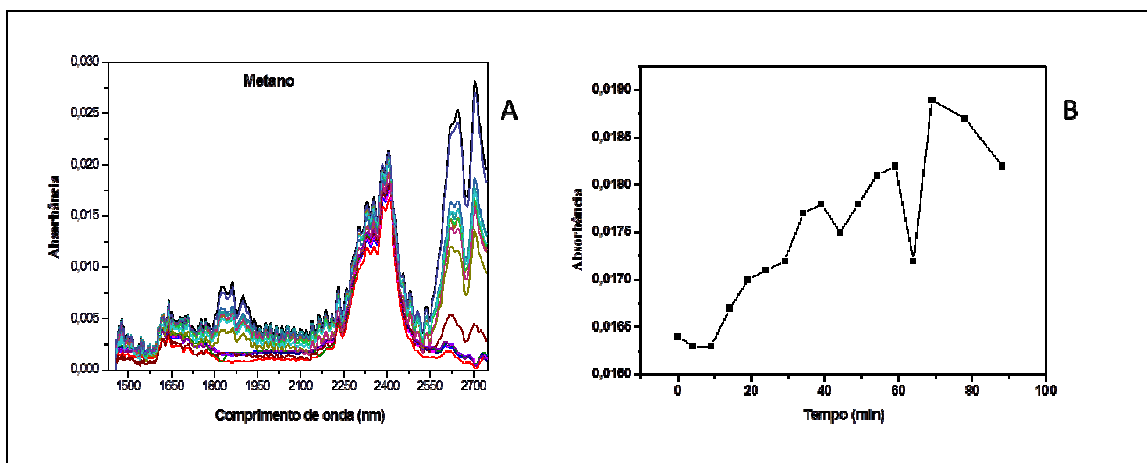 Metano
A
Absorbância
0,030
0,025
0,020
0,015
0,010
0,005
0,000
1500 1650 1800 1950 2100 2250 2400 2550 2700
Comprimento de onda (nm)
B
Absorbância
0,0190
0,0185
0,0180
0,0175
0,0170
0,0165
0,0160
0 20 40 60 80 100
Tempo (min)